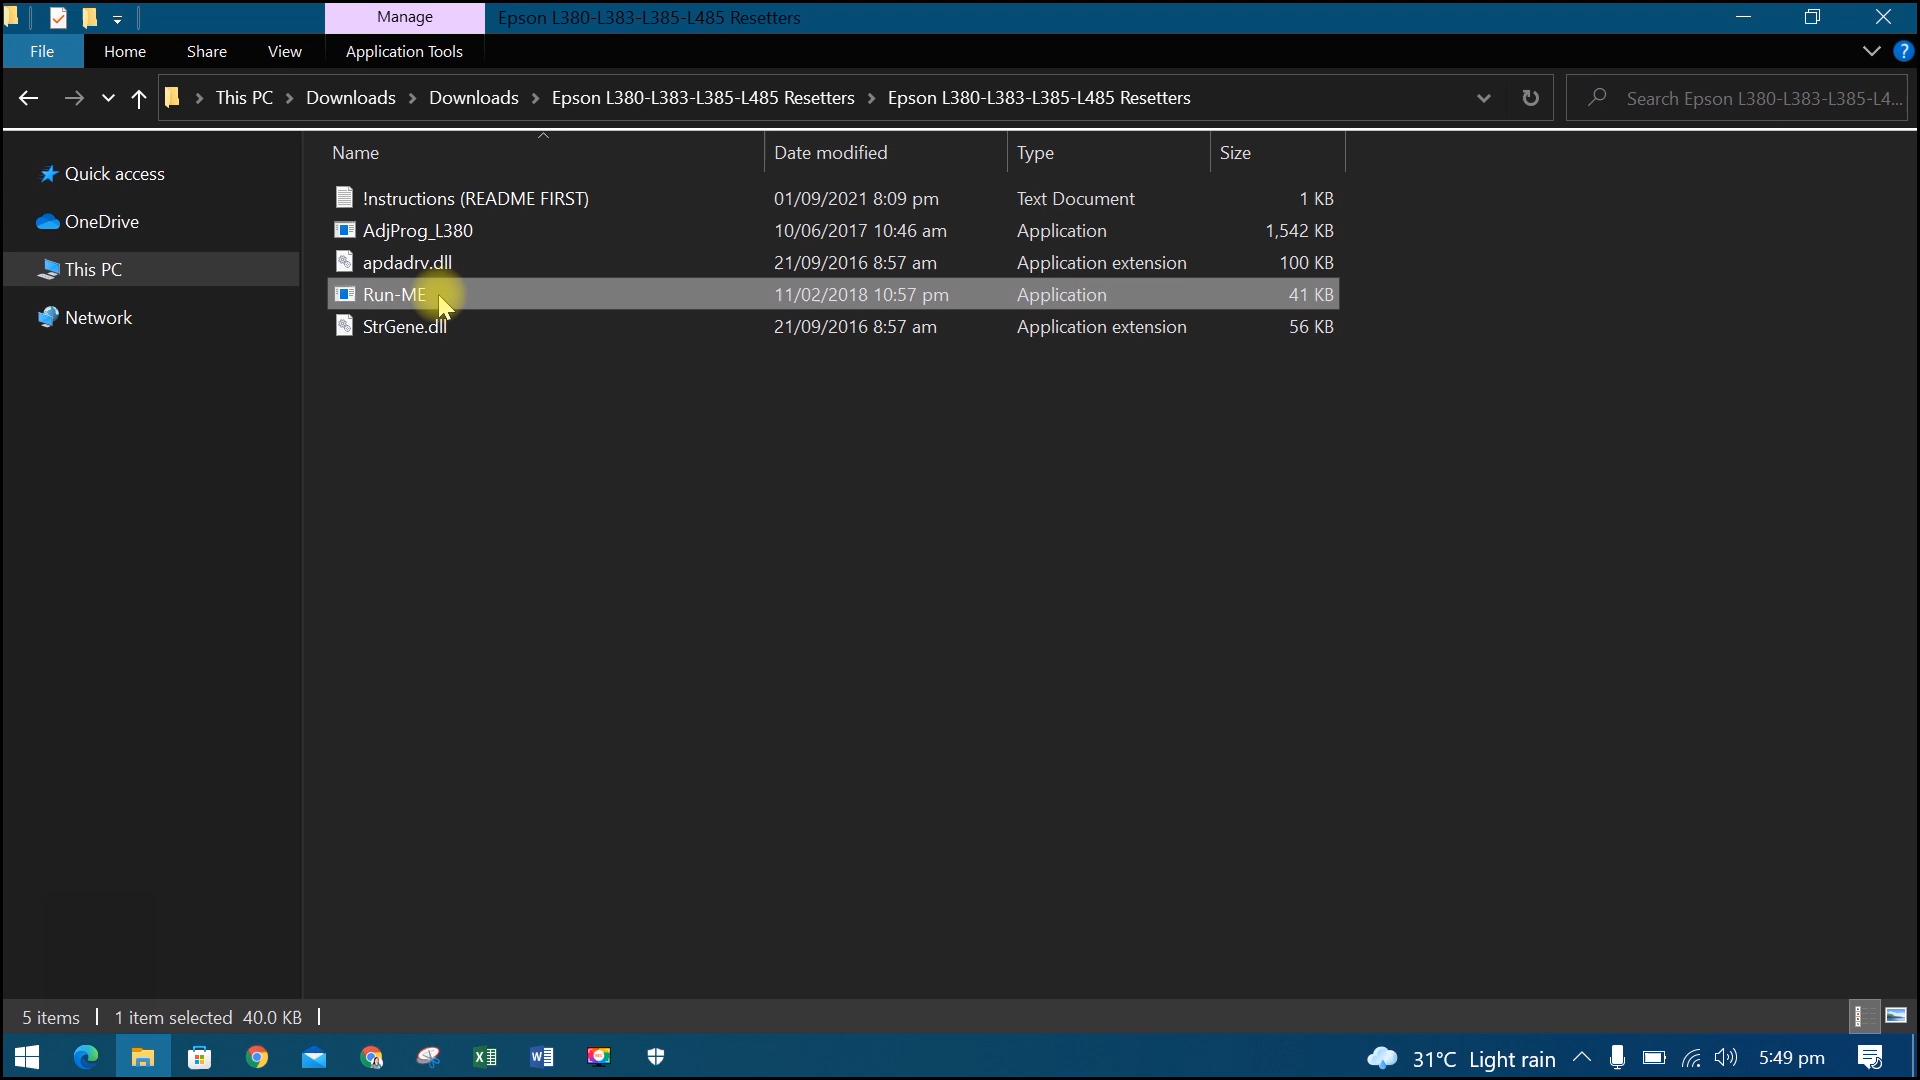 Manage Epson L380-L383-L385-L485 Resetters
File Home Share View Application Tools
This PC > Downloads > Downloads > Epson L380-L383-L385-L485 Resetters > Epson L380-L383-L385-L485 Resetters Search Epson L380-L383-L385-L4...
Name Date modified Type Size
Quick access
OneDrive
This PC
Network
!nstructions (README FIRST) 01/09/2021 8:09 pm Text Document 1 KB
AdjProg_L380 10/06/2017 10:46 am Application 1,542 KB
apdadrv.dll 21/09/2016 8:57 am Application extension 100 KB
Run-ME 11/02/2018 10:57 pm Application 41 KB
StrGene.dll 21/09/2016 8:57 am Application extension 56 KB
5 items 1 item selected 40.0 KB
31°C Light rain 5:49 pm